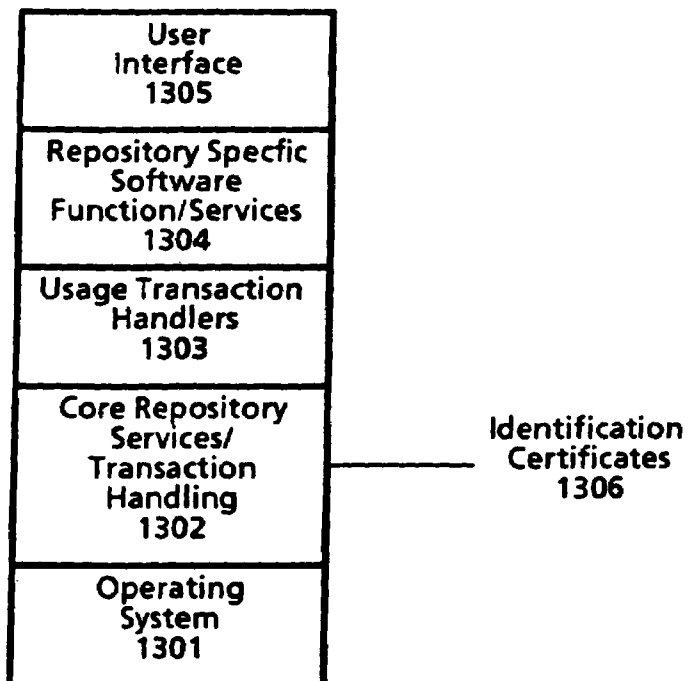 User
Interface
1305
Repository Specfic
Software
Function/Services
1304
Usage Transaction
Handlers
1303
Core Repository
Services/
Transaction
Handling
1302
Identification
Certificates
1306
Operating
System
1301